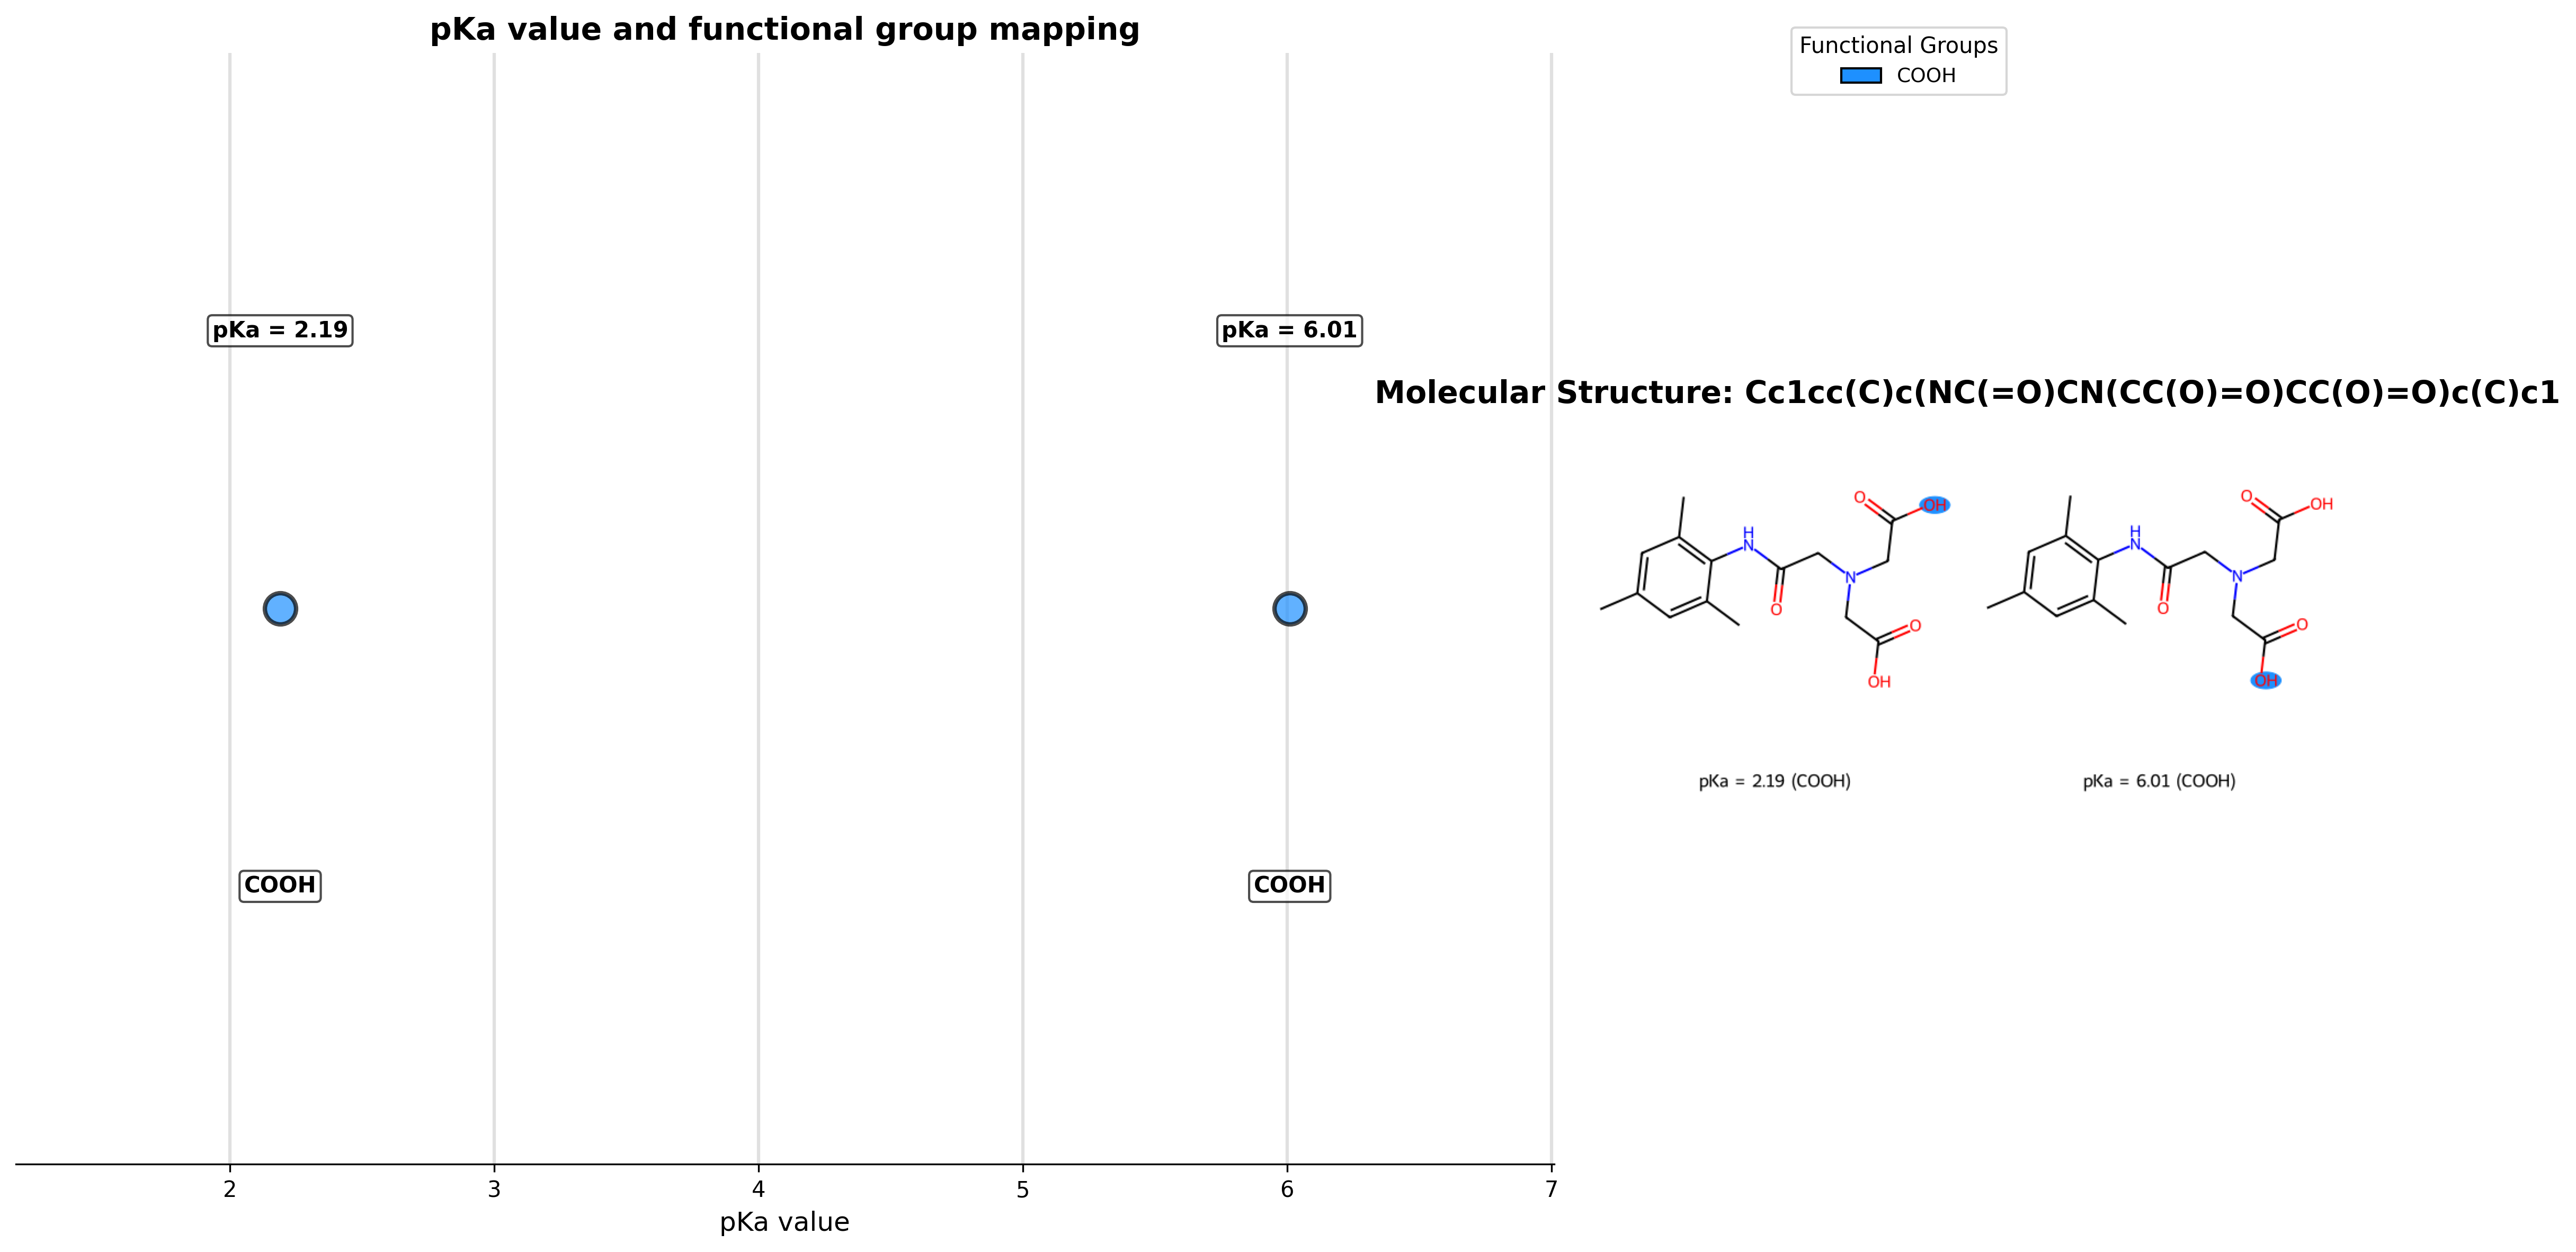 pKa value and functional group mapping
Functional Groups
COOH
pKa = 2.19
pKa = 6.01
Molecular Structure: Cc1cc(C)c(NC(=O)CN(CC(O)=O)CC(O)=O)c(C)c1
O
OH
H
N
N
O
O
OH
O
OH
H
N
N
O
O
OH
pKa = 2.19 (COOH)
pKa = 6.01 (COOH)
COOH
COOH
2
3
4
5
6
7
pKa value